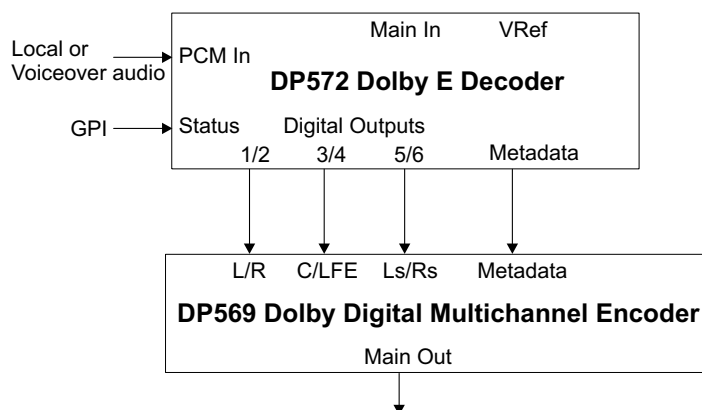 Main In VRef
Local or
Voiceover audio
PCM In
DP572 Dolby E Decoder
GPI
Status Digital Outputs
1/2 3/4 5/6 Metadata
L/R C/LFE Ls/Rs Metadata
DP569 Dolby Digital Multichannel Encoder
Main Out